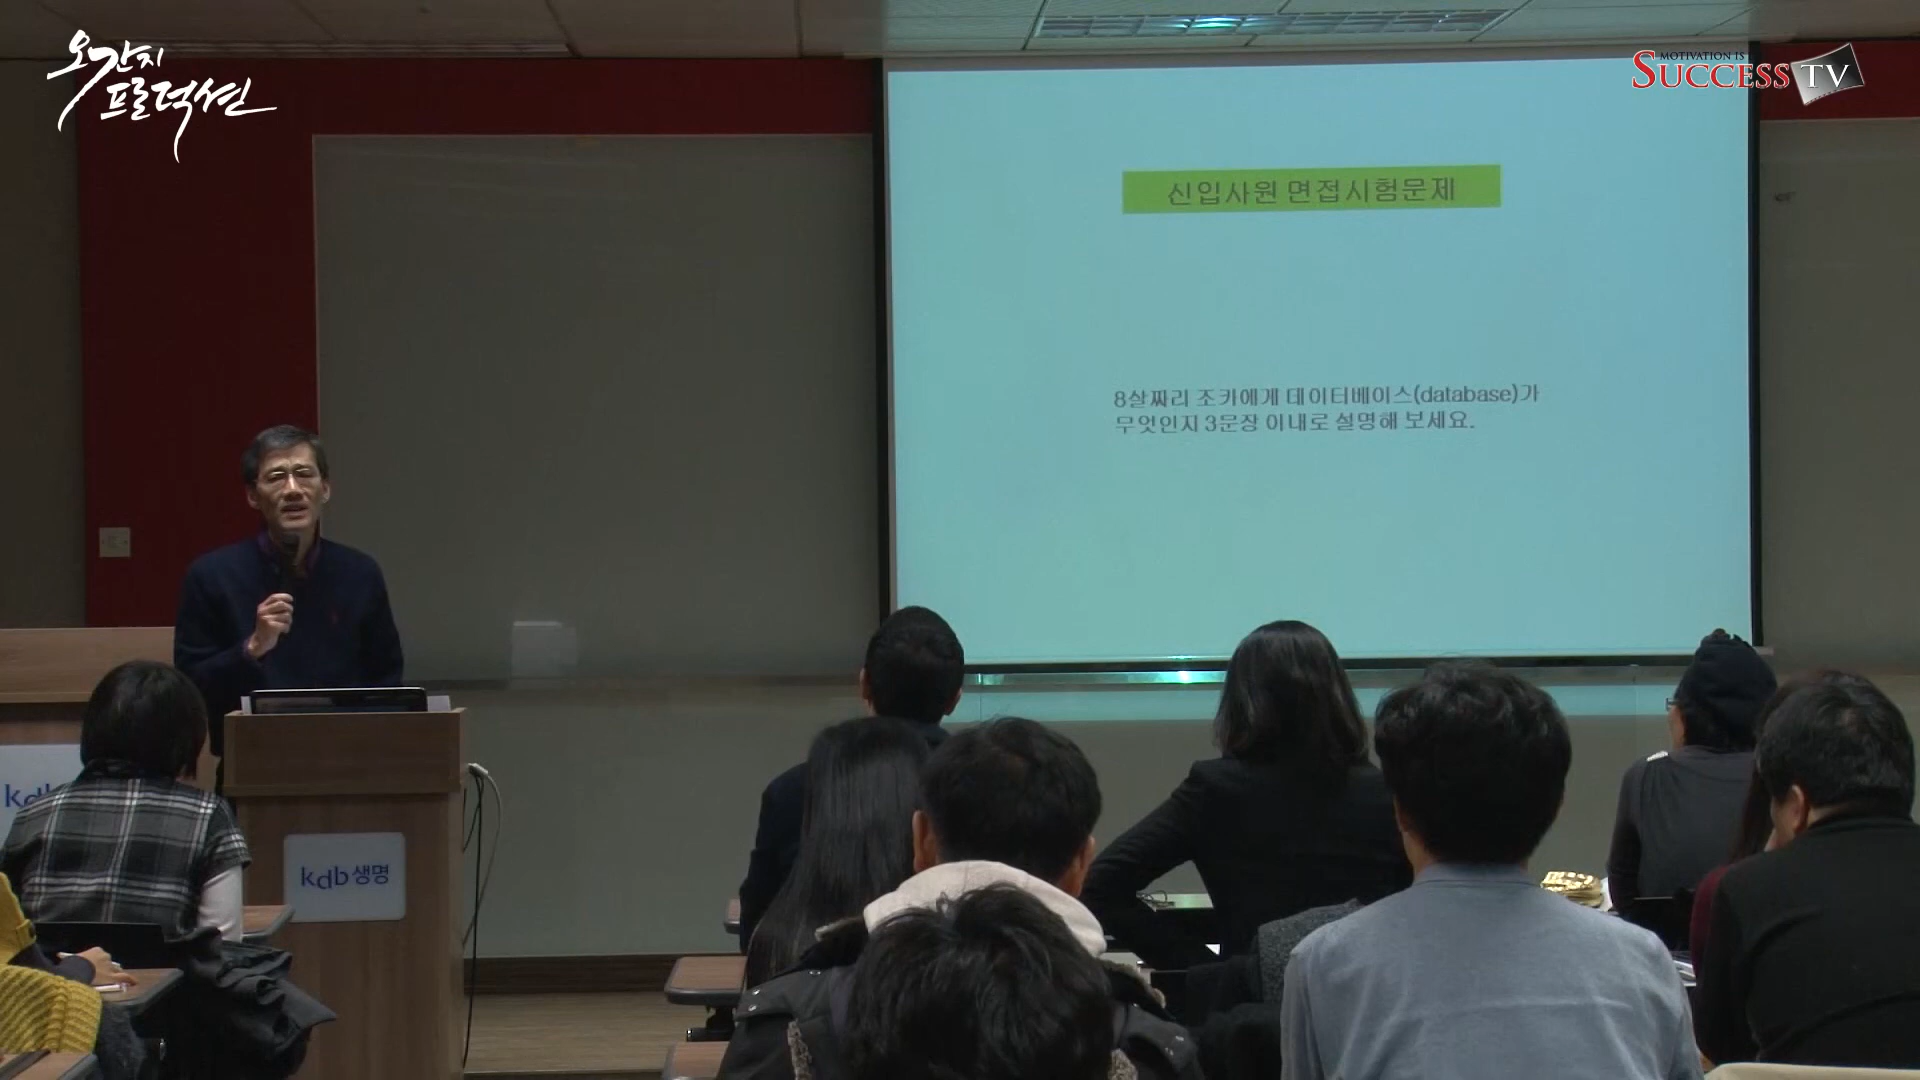 오간지
프로덕션
MOTIVATION IS
SUCCESS TV
신입사원 면접시험문제
8살짜리 조카에게 데이터베이스(database)가
무엇인지 3문장 이내로 설명해 보세요.
kdb
kdb생명